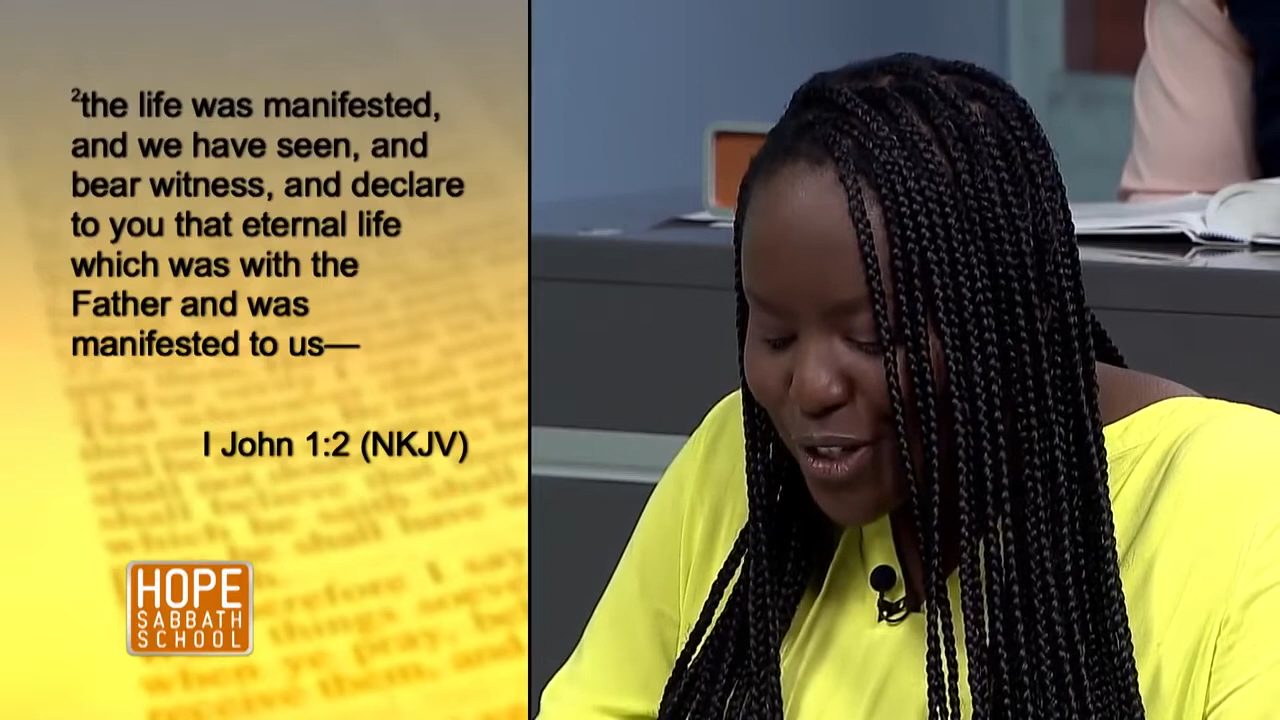 ²the life was manifested,
and we have seen, and
bear witness, and declare
to you that eternal life
which was with the
Father and was
manifested to us—
I John 1:2 (NKJV)
HOPE
SABBATH
SCHOOL